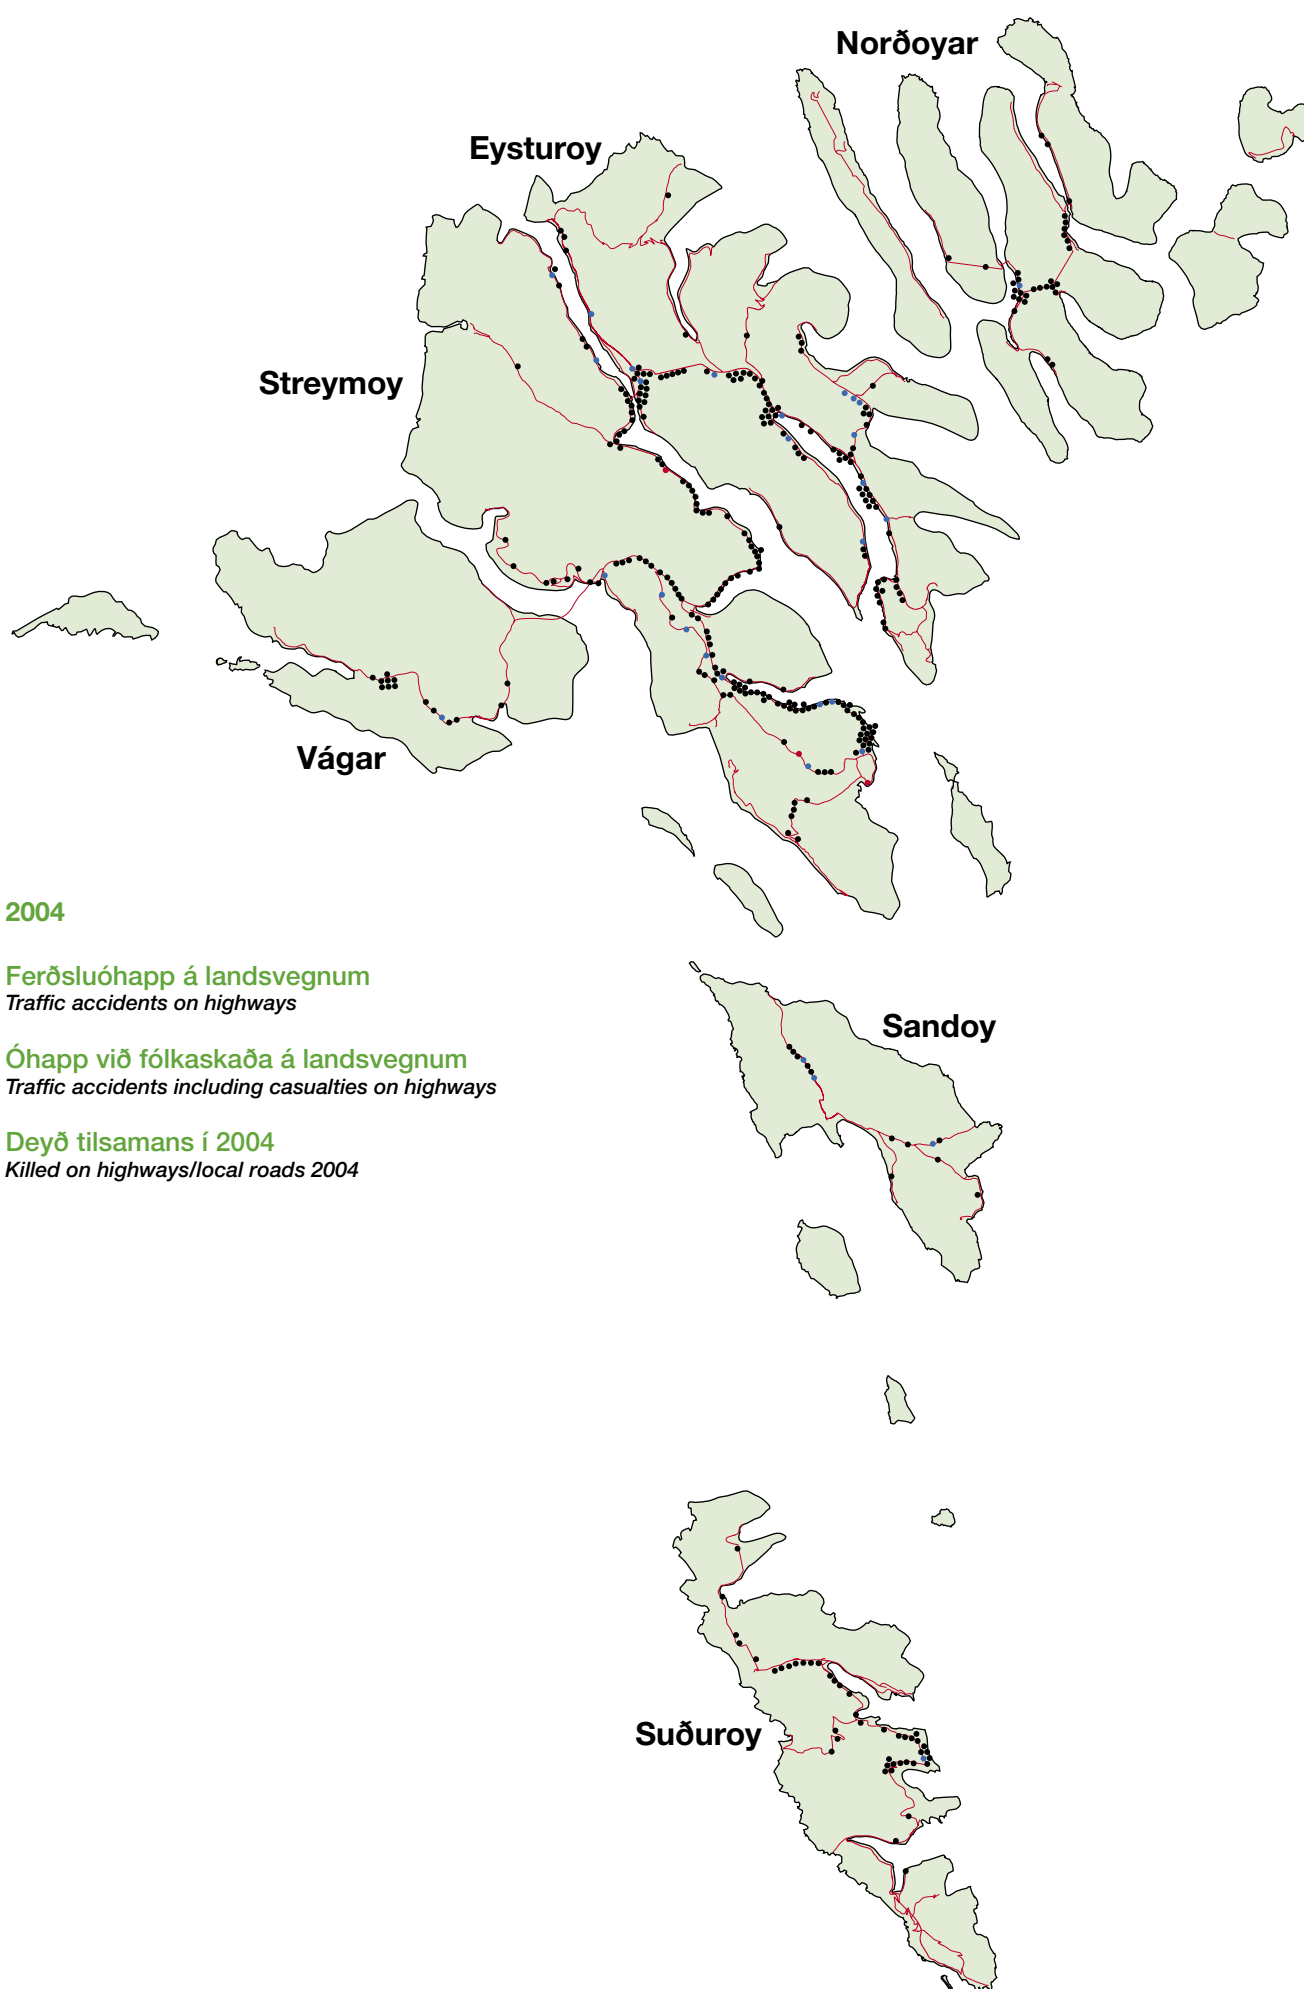 Norðoyar
Eysturoy
Streymoy
Vágar
2004
Ferðsluóhapp á landsvegnum
Traffic accidents on highways
Sandoy
Óhapp við fólkaskaða á landsvegnum
Traffic accidents including casualties on highways
Deyð tilsamans í 2004
Killed on highways/local roads 2004
Suðuroy